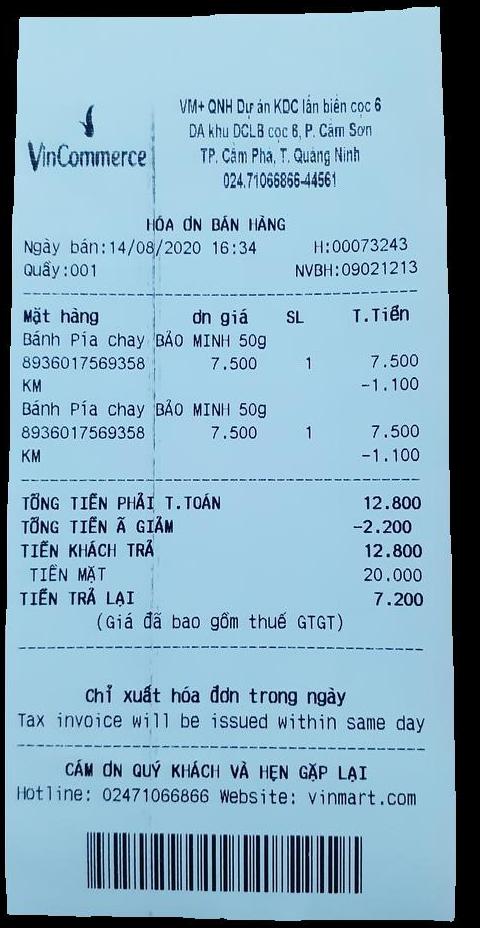 VinCommerce
VM+ QNH Dự án KDC lấn biển cọc 6
DA khu DCLB cọc 6, P. Cẩm Sơn
TP. Cẩm Phả, T. Quảng Ninh
024.71066866-44561
HÓA ƠN BÁN HÀNG
Ngày bán:14/08/2020 16:34 H:00073243
Quầy:001 NVBH:09021213
Mặt hàng ơn giá SL T.Tiền
Bánh Pía chay BẢO MINH 50g
8936017569358 7.500 1 7.500
KM -1.100
Bánh Pía chay BẢO MINH 50g
8936017569358 7.500 1 7.500
KM -1.100
TỔNG TIỀN PHẢI T.TOÁN 12.800
TỔNG TIỀN Ã GIẢM -2.200
TIỀN KHÁCH TRẢ 12.800
TIỀN MẶT 20.000
TIỀN TRẢ LẠI 7.200
(Giá đã bao gồm thuế GTGT)
Chỉ xuất hóa đơn trong ngày
Tax invoice will be issued within same day
CÁM ƠN QUÝ KHÁCH VÀ HẸN GẶP LẠI
Hotline: 02471066866 Website: vinmart.com